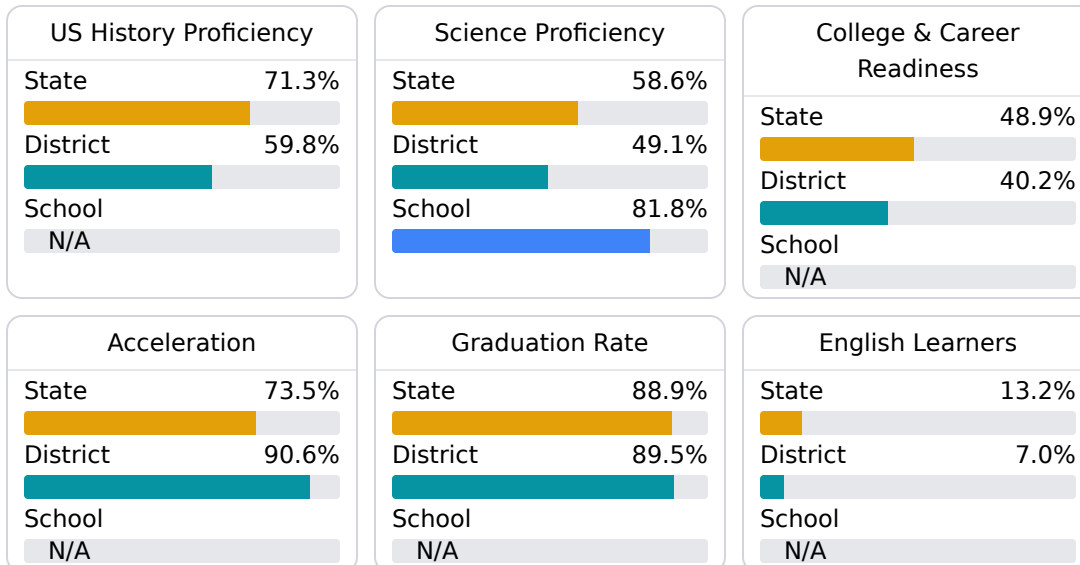 US History Proficiency
State 71.3%
District 59.8%
School
N/A
Science Proficiency
State 58.6%
District 49.1%
School 81.8%
College & Career
Readiness
State 48.9%
District 40.2%
School
N/A
Acceleration
State 73.5%
District 90.6%
School
N/A
Graduation Rate
State 88.9%
District 89.5%
School
N/A
English Learners
State 13.2%
District 7.0%
School
N/A